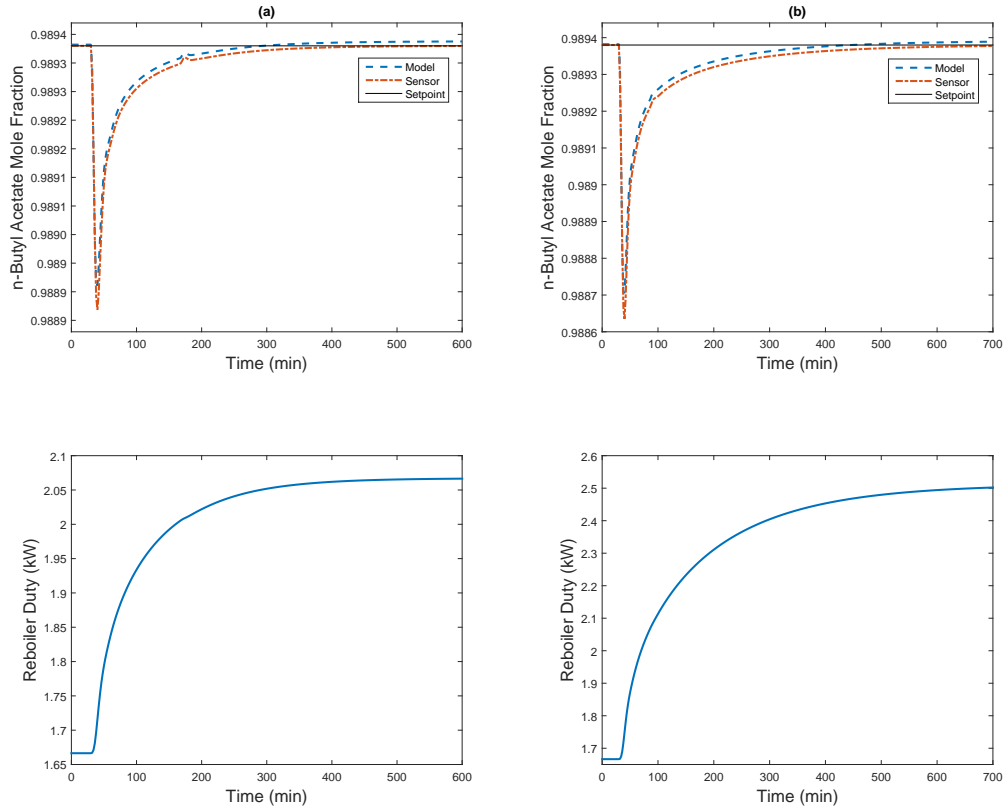 (a)
0.9894
0.9893
0.9893
0.9892
0.9892
0.9891
0.9891
0.9890
0.989
0.9889
0.9889
n-Butyl Acetate Mole Fraction
Model
Sensor
Setpoint
0 100 200 300 400 500 600
Time (min)
(b)
0.9894
0.9893
0.9892
0.9891
0.989
0.9889
0.9888
0.9887
0.9886
n-Butyl Acetate Mole Fraction
Model
Sensor
Setpoint
0 100 200 300 400 500 600 700
Time (min)
2.1
2.05
2
1.95
1.9
1.85
1.8
1.75
1.7
1.65
Reboiler Duty (kW)
0 100 200 300 400 500 600
Time (min)
2.6
2.5
2.4
2.3
2.2
2.1
2
1.9
1.8
1.7
Reboiler Duty (kW)
0 100 200 300 400 500 600 700
Time (min)